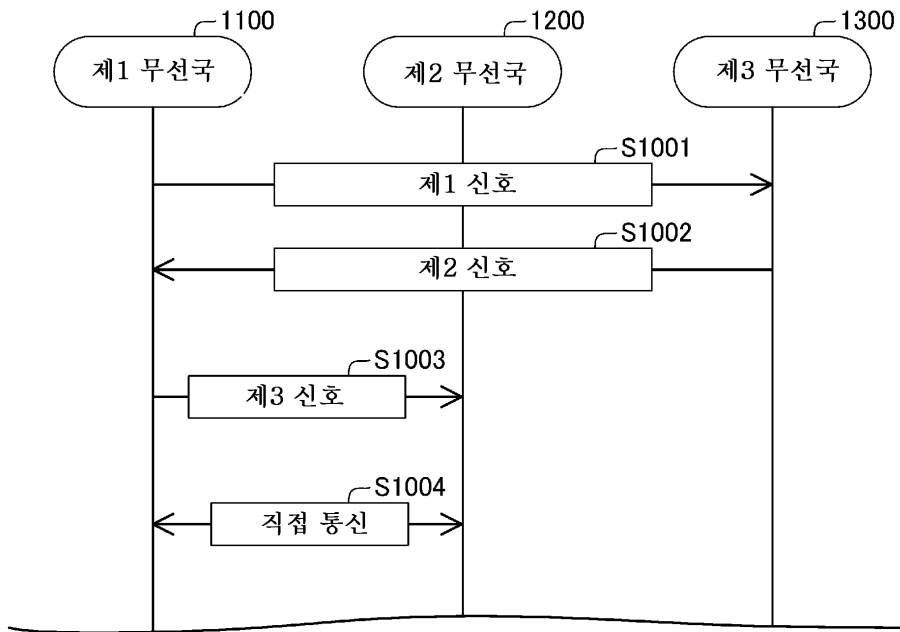 1100
1200
1300
제1 무선국
제2 무선국
제3 무선국
S1001
제1 신호
S1002
제2 신호
S1003
제3 신호
S1004
직접 통신